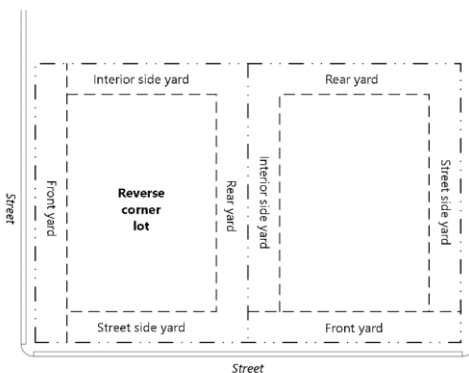 Interior side yard
Rear yard
Street
Front yard
Reverse
corner
lot
Rear yard
Interior side yard
Street side yard
Street side yard
Front yard
Street